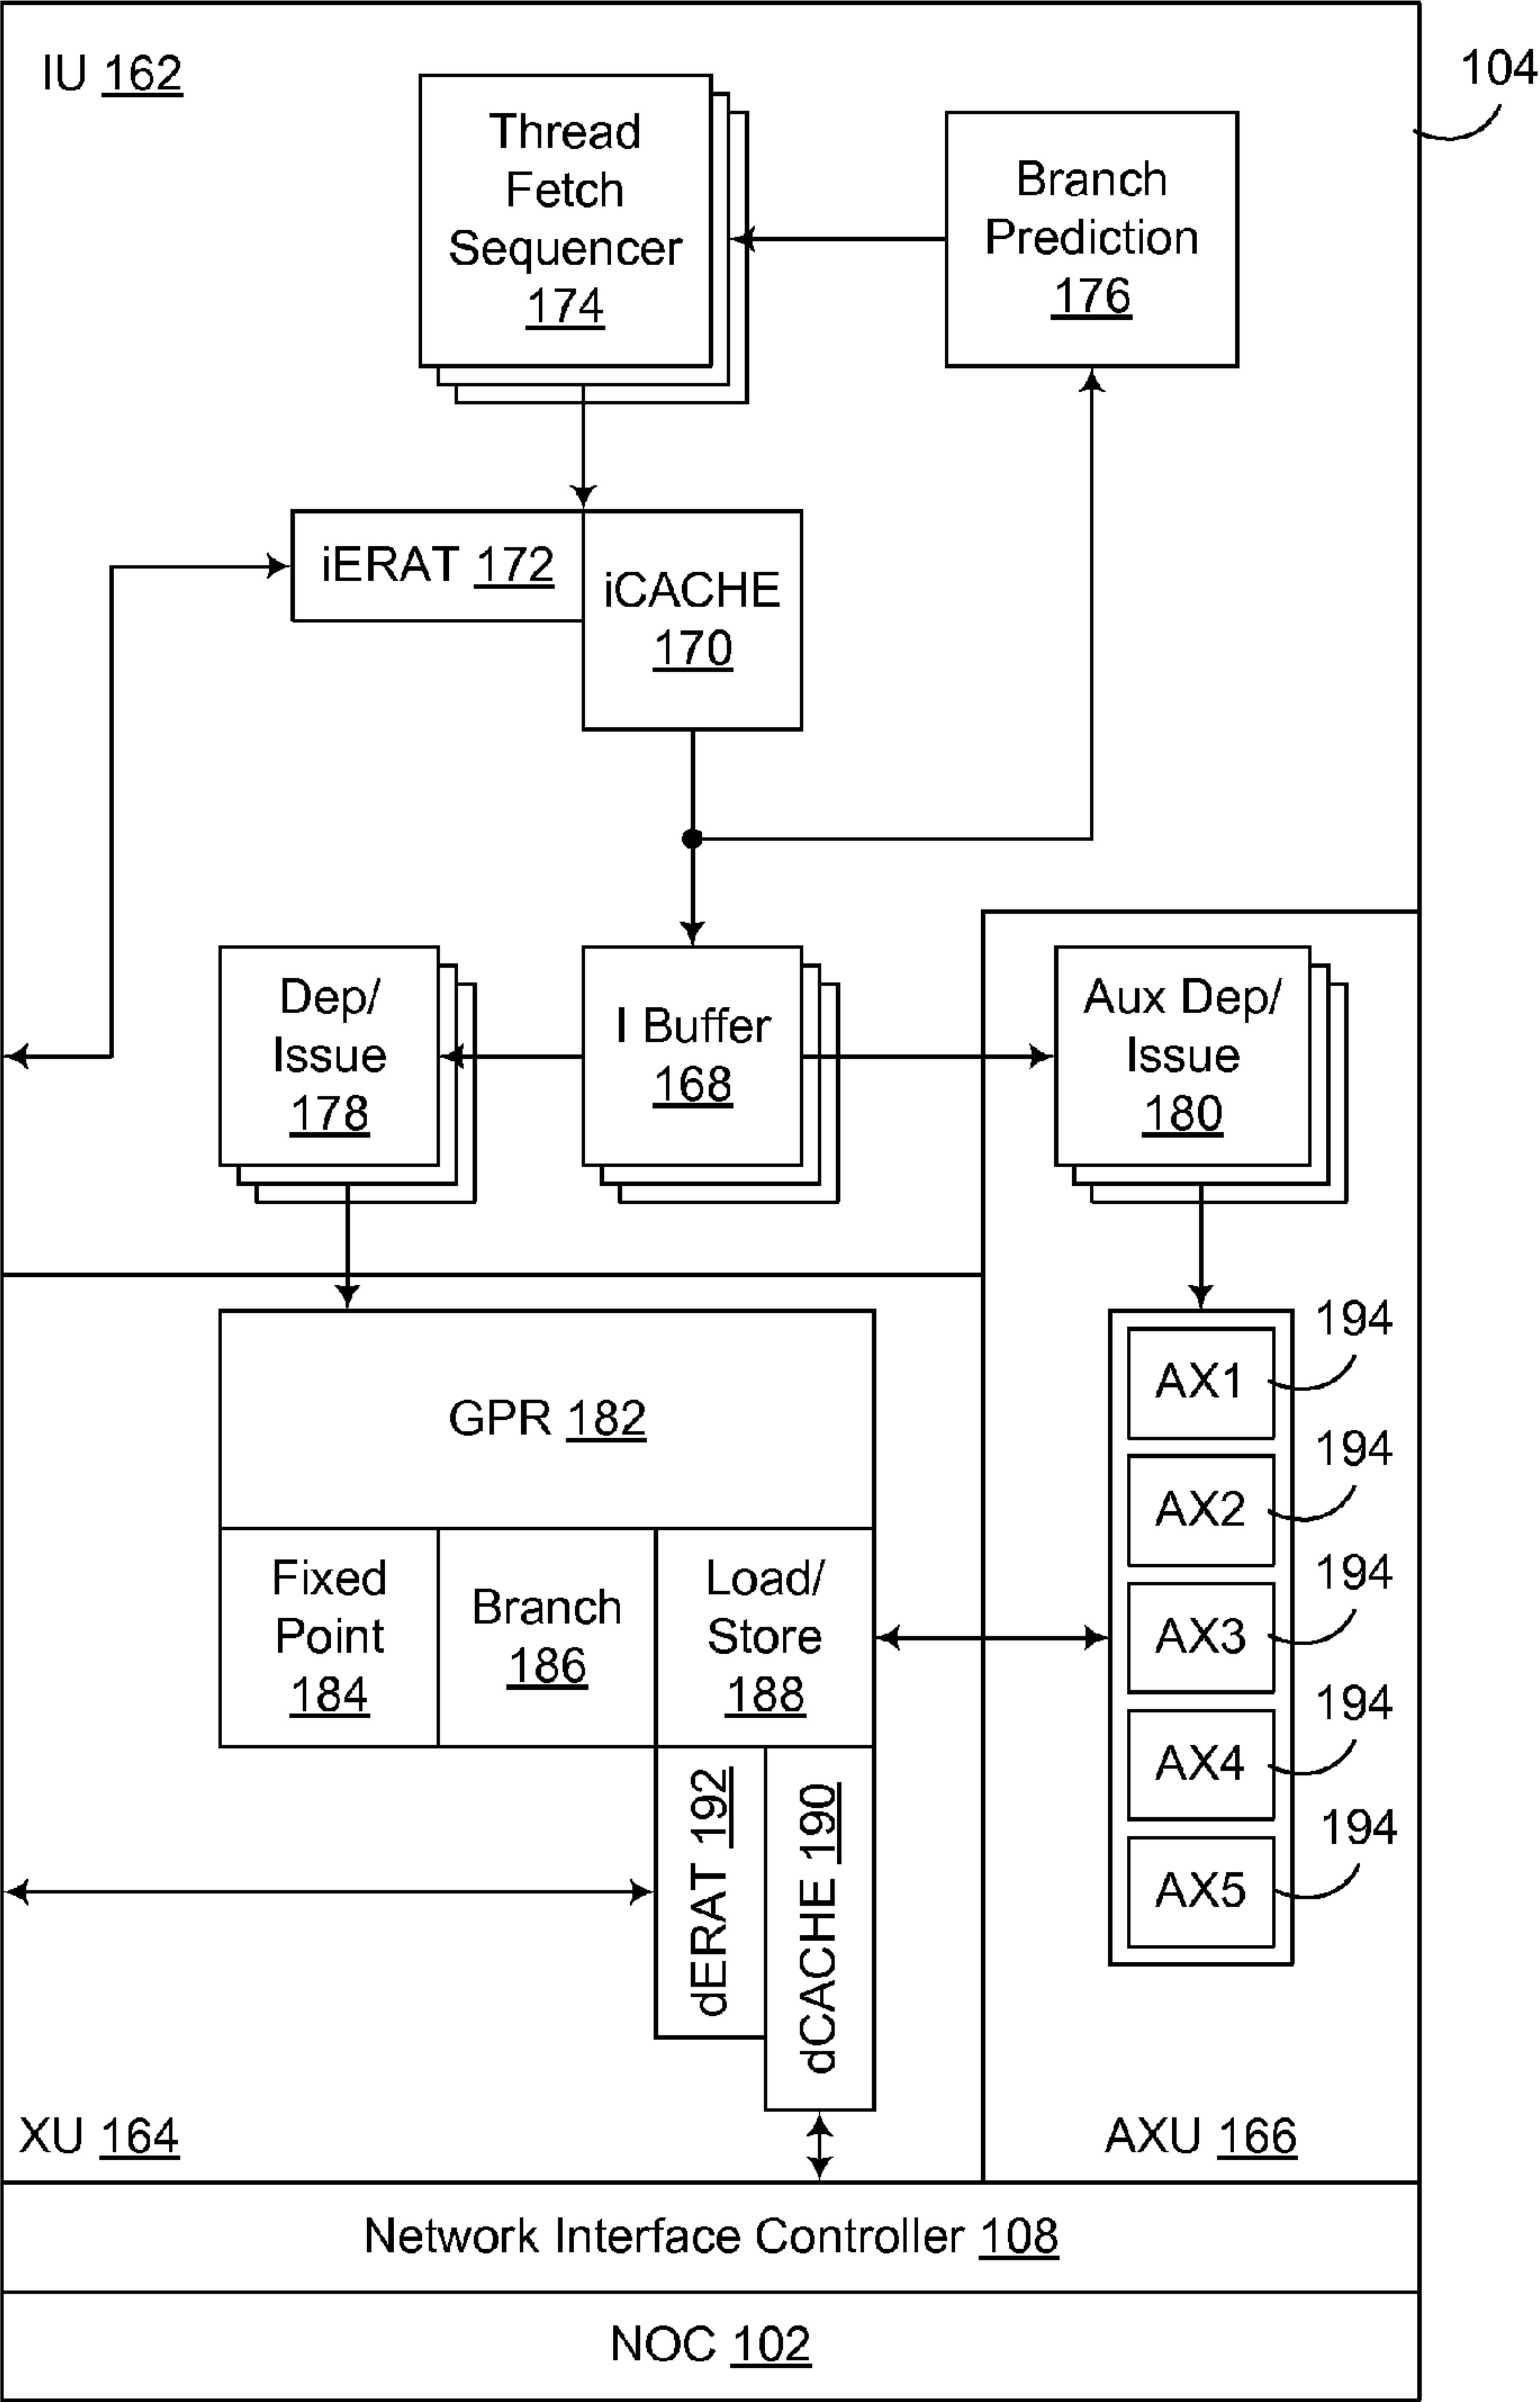 IU 162
104
Thread
Fetch
Sequencer
174
Branch
Prediction
176
iERAT 172
iCACHE
170
Dep/
Issue
178
I Buffer
168
Aux Dep/
Issue
180
GPR 182
Fixed
Point
184
Branch
186
Load/
Store
188
dERAT 192
dCACHE 190
194
AX1
194
AX2
194
AX3
194
AX4
194
AX5
XU 164
AXU 166
Network Interface Controller 108
NOC 102